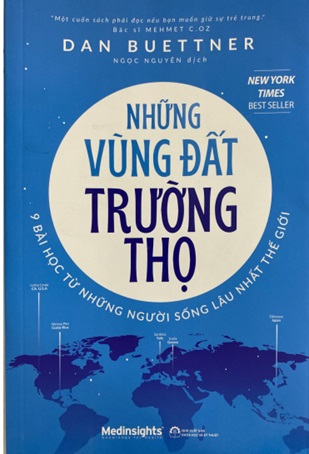 "Một cuốn sách phải đọc nếu bạn muốn giữ sự trẻ trung."
Bác sĩ MEHMET C.OZ
DAN BUETTNER
NGỌC NGUYÊN dịch
NEW YORK
TIMES
BEST SELLER
NHỮNG
VÙNG ĐẤT
TRƯỜNG
THỌ
9 BÀI HỌC TỪ NHỮNG NGƯỜI SỐNG LÂU NHẤT THẾ GIỚI
Medinsights